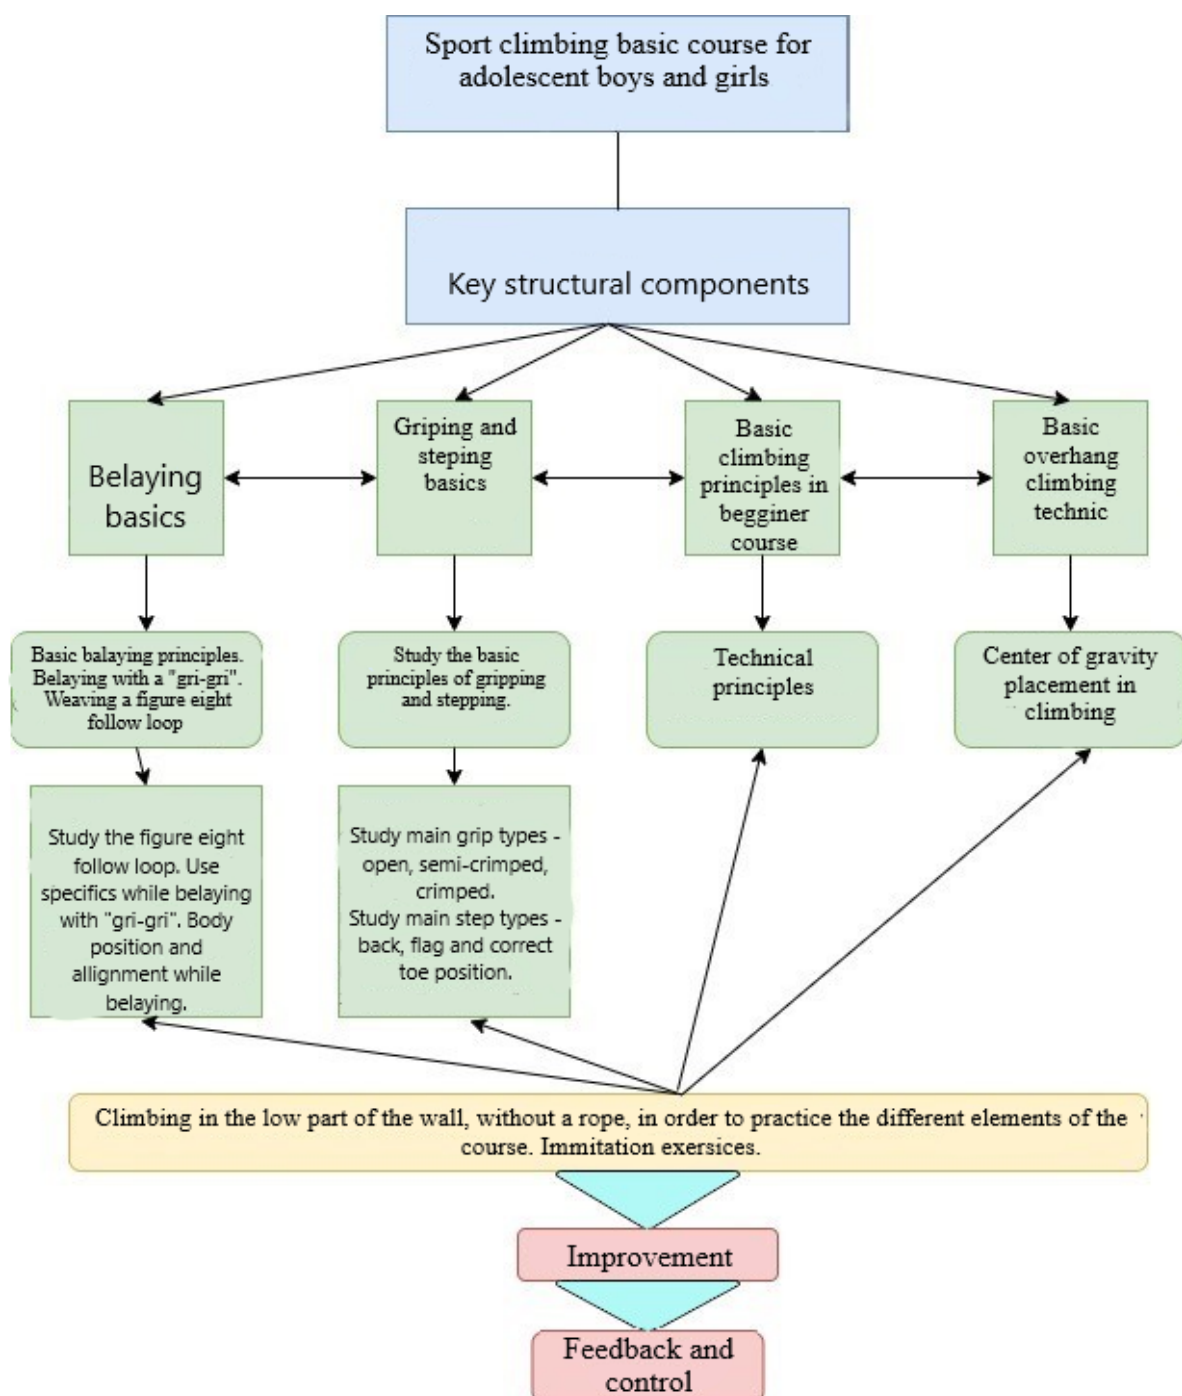 Sport climbing basic course for
adolescent boys and girls
Key structural components
Belaying
basics
Griping and
steping
basics
Basic
climbing
principles in
begginer
course
Basic
overhang
climbing
technic
Basic balaying principles.
Belaying with a "gri-gri".
Weaving a figure eight
follow loop
Study the basic
principles of gripping
and stepping.
Technical
principles
Center of gravity
placement in
climbing
Study the figure eight
follow loop. Use
specifics while belaying
with "gri-gri". Body
position and
allignment while
belaying.
Study main grip types -
open, semi-crimped,
crimped.
Study main step types -
back, flag and correct
toe position.
Climbing in the low part of the wall, without a rope, in order to practice the different elements of the
course. Immitation exersices.
Improvement
Feedback and
control